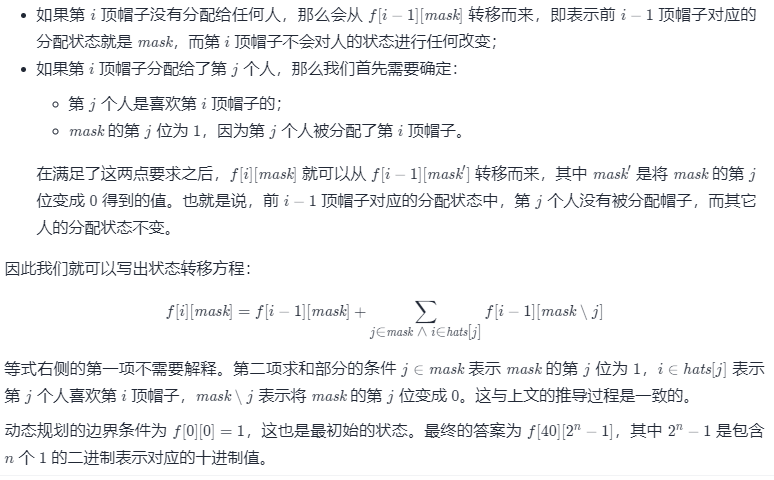 • 如果第 i 顶帽子没有分配给任何人，那么会从 f[i − 1][mask] 转移而来，即表示前 i − 1 顶帽子对应的
分配状态就是 mask，而第 i 顶帽子不会对人的状态进行任何改变；
• 如果第 i 顶帽子分配给了第 j 个人，那么我们首先需要确定：
◦ 第 j 个人是喜欢第 i 顶帽子的；
◦ mask 的第 j 位为 1，因为第 j 个人被分配了第 i 顶帽子。
在满足了这两点要求之后，f[i][mask] 就可以从 f[i − 1][mask′] 转移而来，其中 mask′ 是将 mask 的第 j
位变成 0 得到的值。也就是说，前 i − 1 顶帽子对应的分配状态中，第 j 个人没有被分配帽子，而其它
人的分配状态不变。
因此我们就可以写出状态转移方程：
f[i][mask] = f[i − 1][mask] + ∑ f[i − 1][mask \ j]
j∈mask ∧ i∈hats[j]
等式右侧的第一项不需要解释。第二项求和部分的条件 j ∈ mask 表示 mask 的第 j 位为 1，i ∈ hats[j] 表示
第 j 个人喜欢第 i 顶帽子，mask \ j 表示将 mask 的第 j 位变成 0。这与上文的推导过程是一致的。
动态规划的边界条件为 f[0][0] = 1，这也是最初始的状态。最终的答案为 f[40][2ⁿ − 1]，其中 2ⁿ − 1 是包含
n 个 1 的二进制表示对应的十进制值。